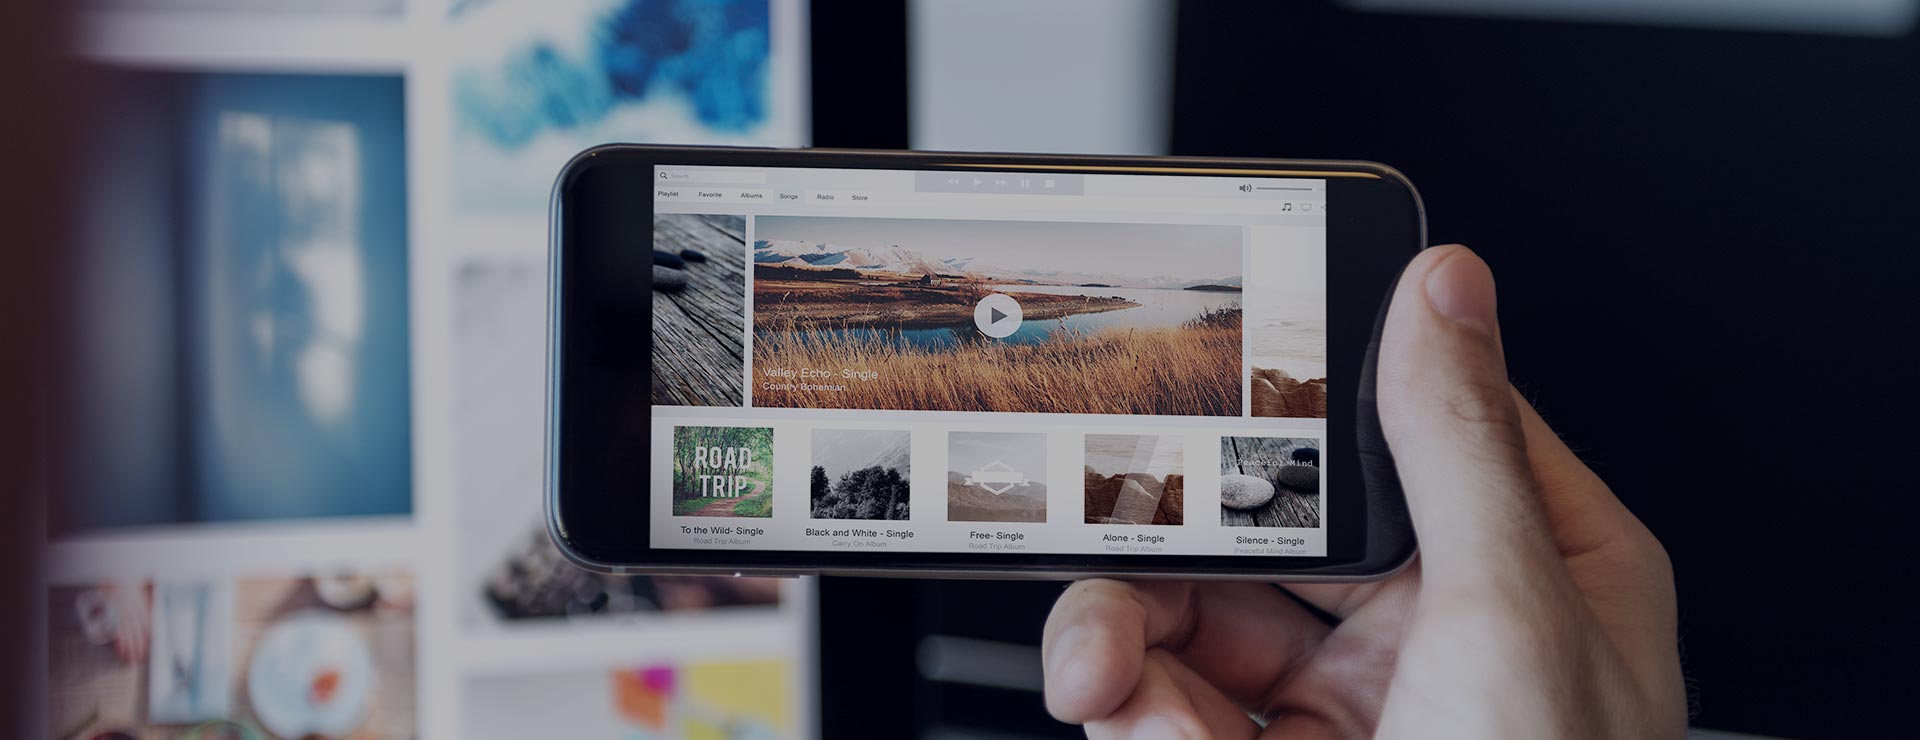 Search
Playlist Favorite Albums Songs Radio Store
Valley Echo - Single
Country Bohemian
ROAD
TRIP
Peaceful Mind
To the Wild- Single
Road Trip Album
Black and White - Single
Carry On Album
Free- Single
Road Trip Album
Alone - Single
Road Trip Album
Silence - Single
Peaceful Mind Album